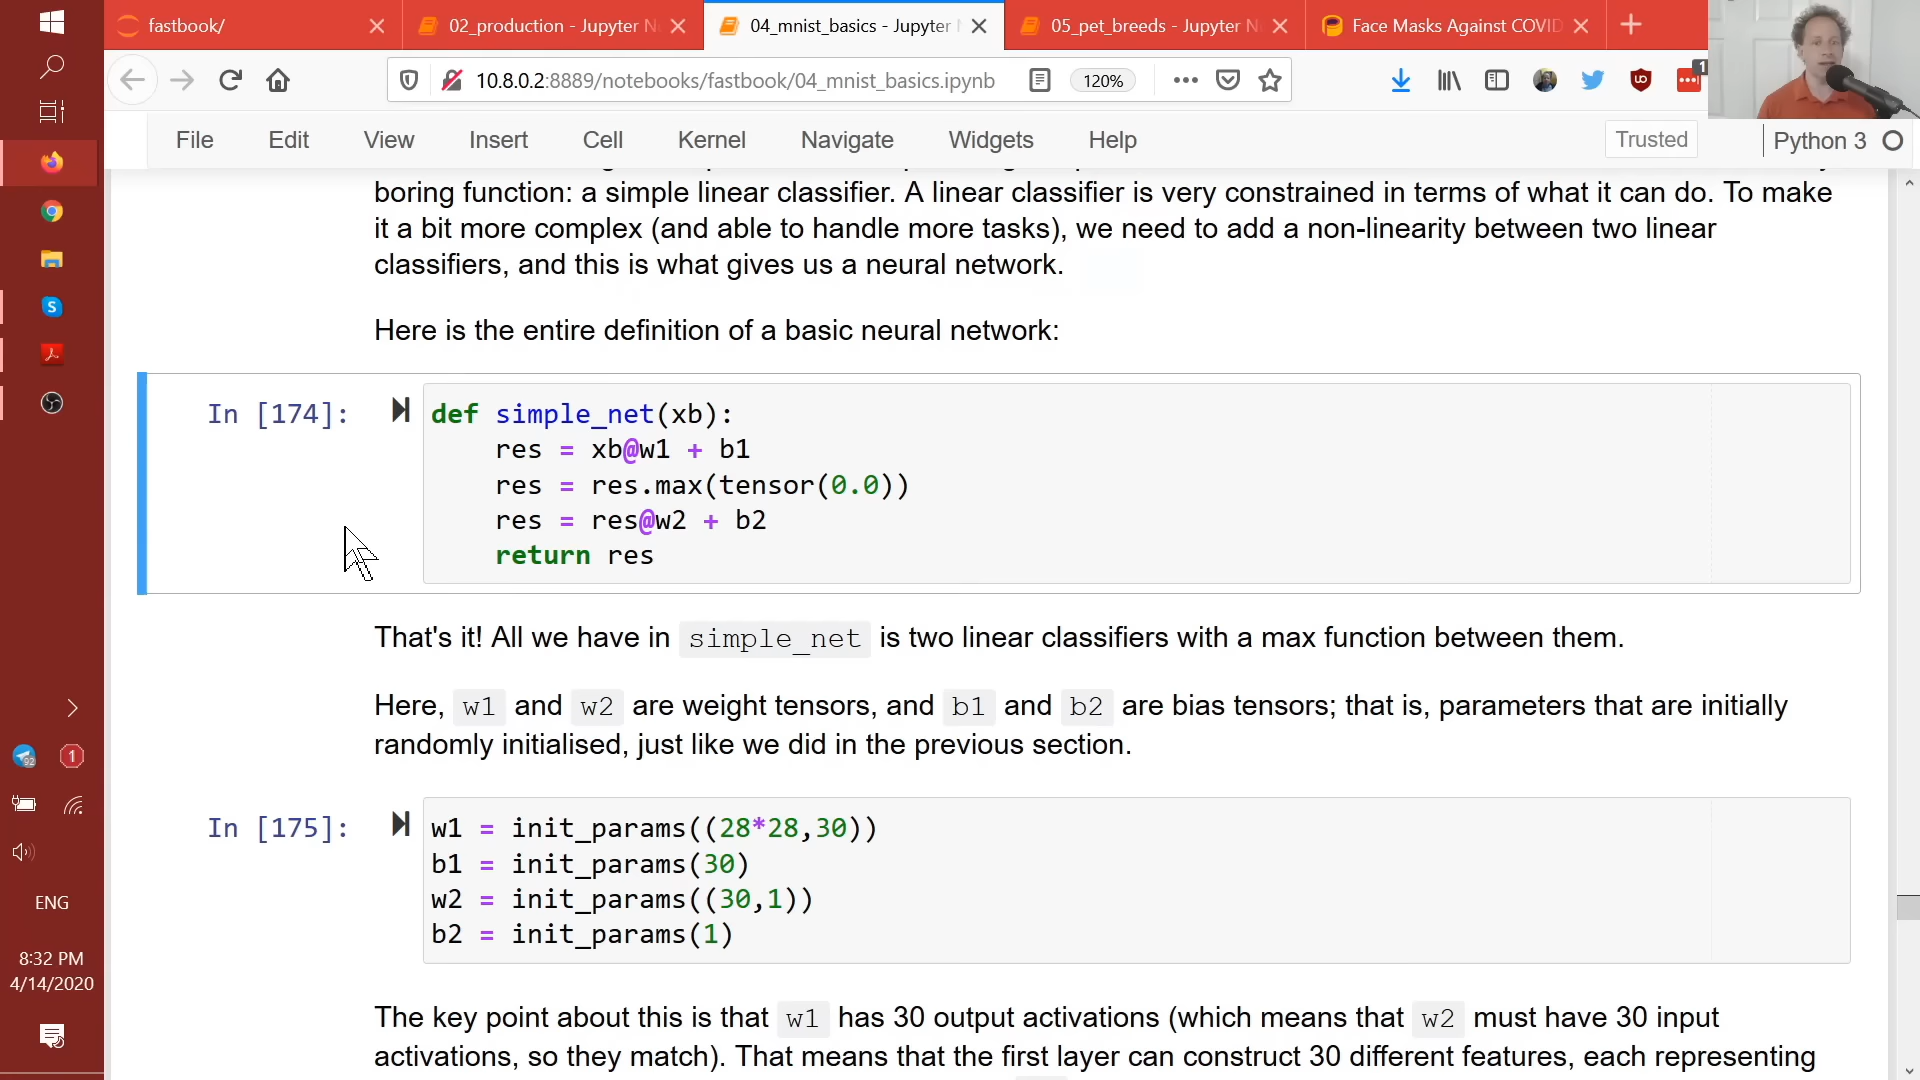 fastbook/
02_production - Jupyter N
04_mnist_basics - Jupyter N
05_pet_breeds - Jupyter N
Face Masks Against COVID
10.8.0.2:8889/notebooks/fastbook/04_mnist_basics.ipynb
120%
1
File
Edit
View
Insert
Cell
Kernel
Navigate
Widgets
Help
Trusted
Python 3
boring function: a simple linear classifier. A linear classifier is very constrained in terms of what it can do. To make
it a bit more complex (and able to handle more tasks), we need to add a non-linearity between two linear
classifiers, and this is what gives us a neural network.
Here is the entire definition of a basic neural network:
In [174]:
def simple_net(xb):
    res = xb@w1 + b1
    res = res.max(tensor(0.0))
    res = res@w2 + b2
    return res
That's it! All we have in simple_net is two linear classifiers with a max function between them.
Here, w1 and w2 are weight tensors, and b1 and b2 are bias tensors; that is, parameters that are initially
randomly initialised, just like we did in the previous section.
In [175]:
w1 = init_params((28*28,30))
b1 = init_params(30)
w2 = init_params((30,1))
b2 = init_params(1)
The key point about this is that w1 has 30 output activations (which means that w2 must have 30 input
activations, so they match). That means that the first layer can construct 30 different features, each representing
92
1
ENG
8:32 PM
4/14/2020